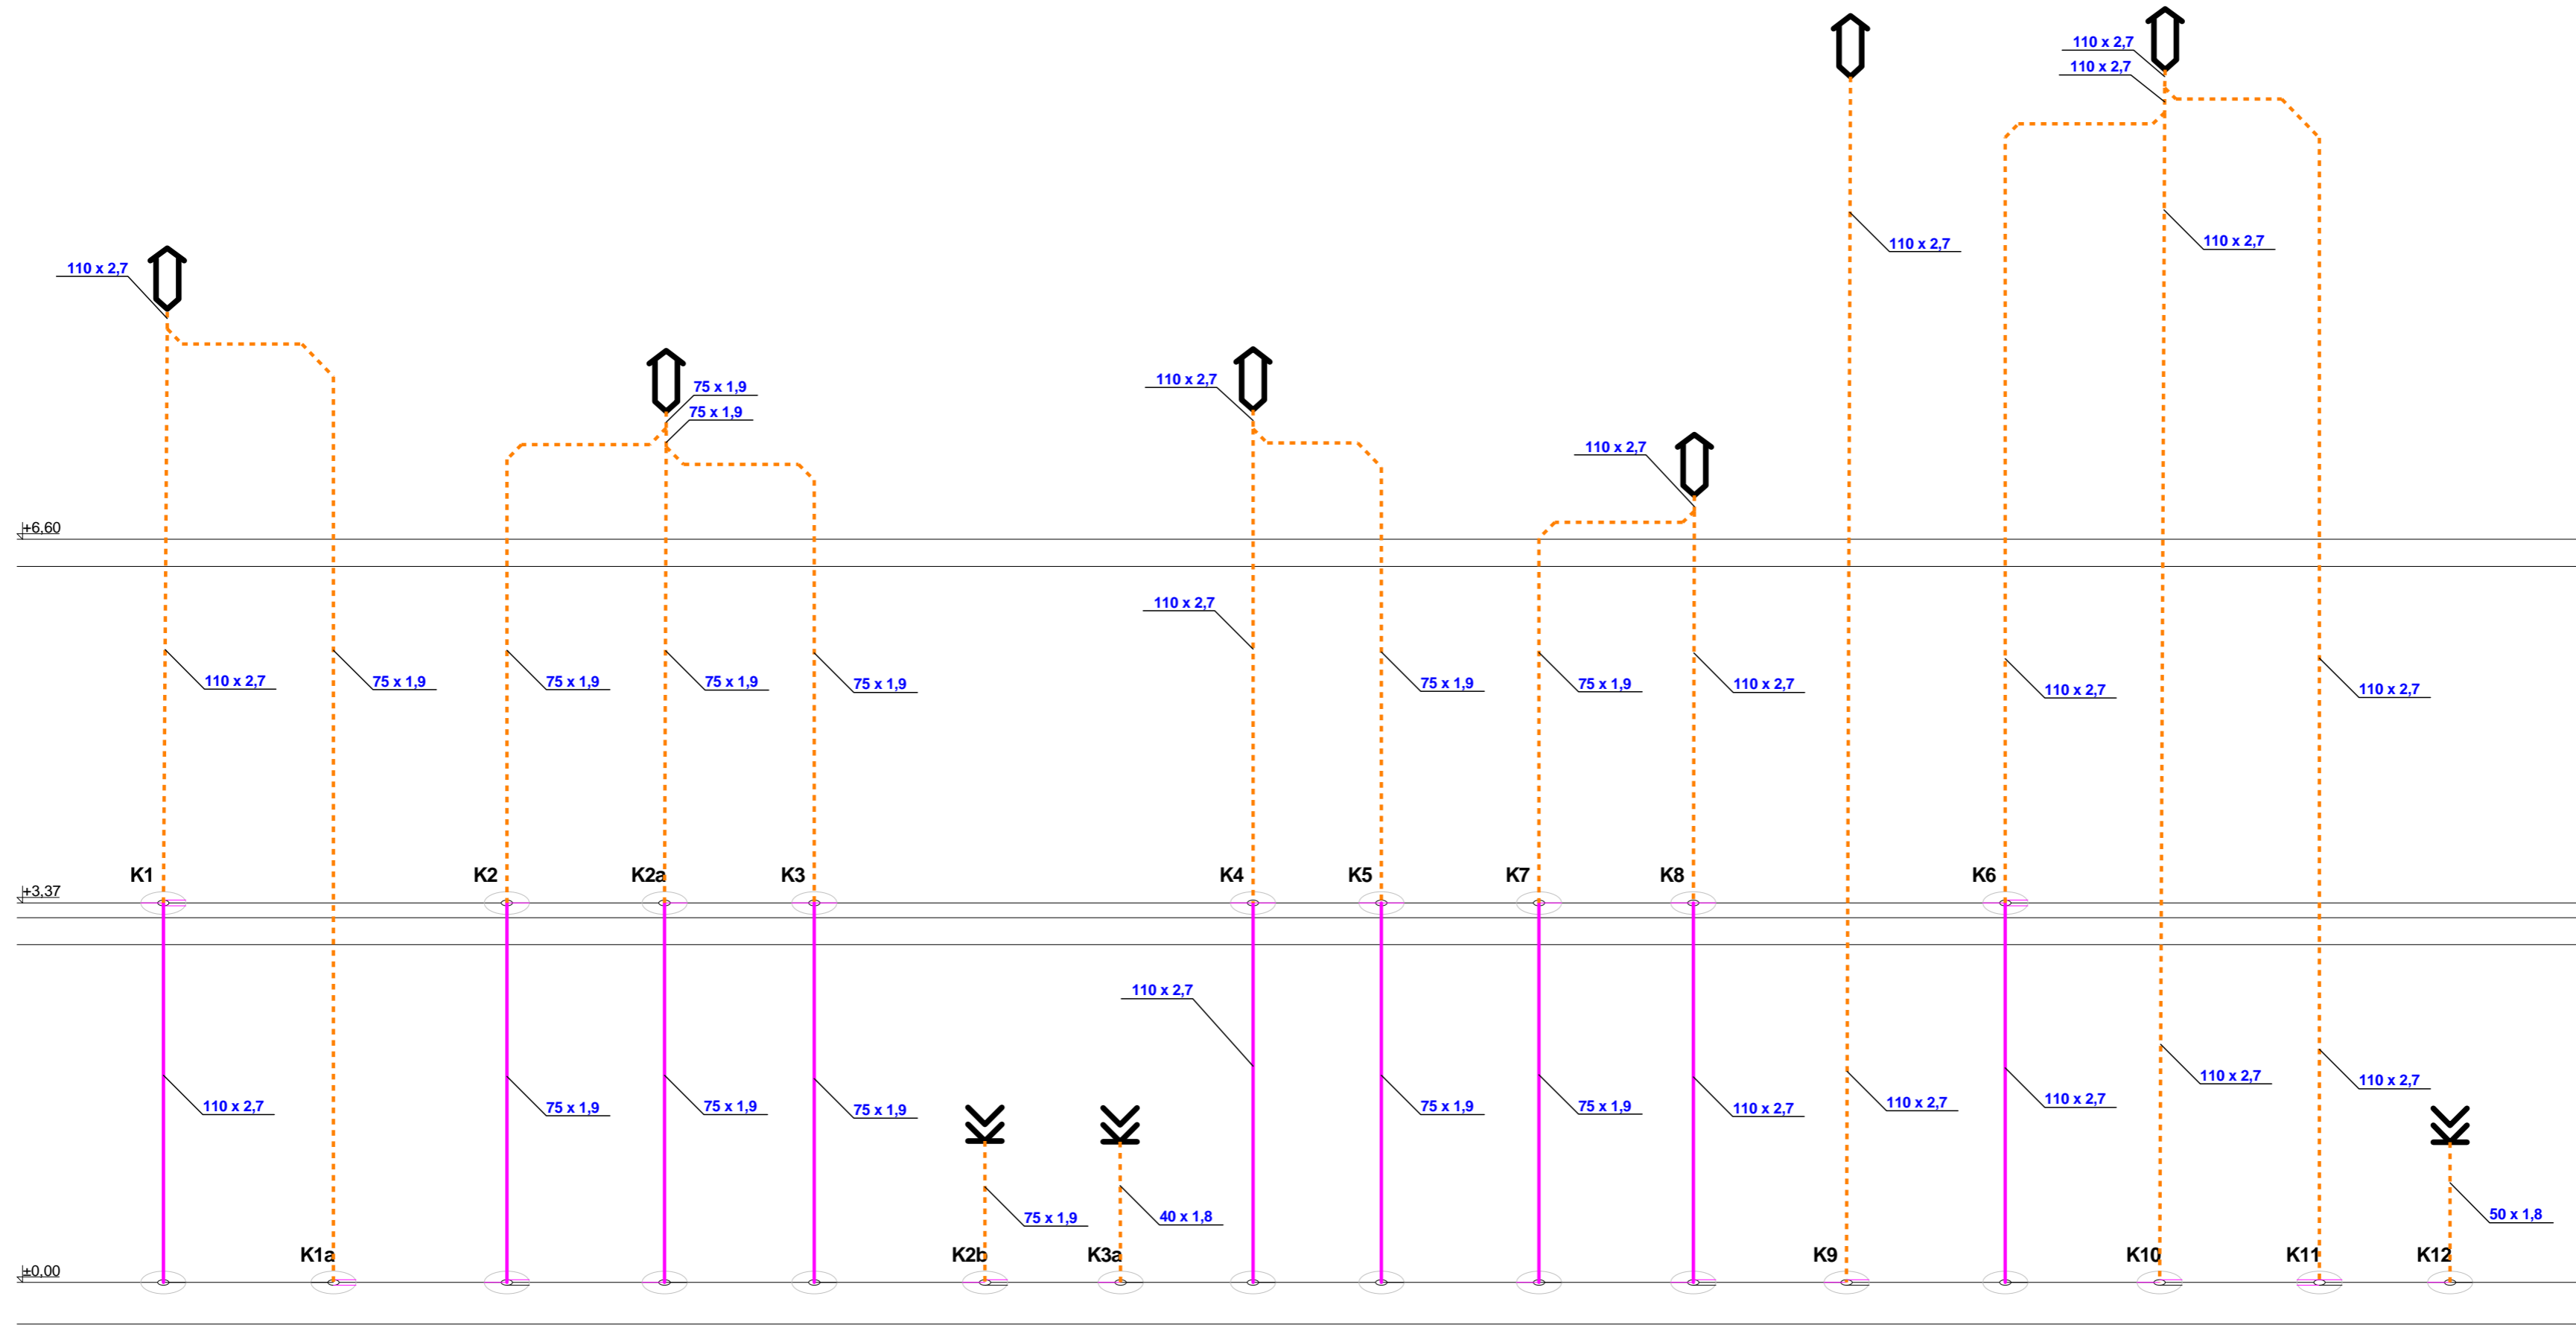 110 x 2,7
110 x 2,7
110 x 2,7
110 x 2,7
110 x 2,7
110 x 2,7
75 x 1,9
75 x 1,9
110 x 2,7
+6,60
110 x 2,7
110 x 2,7
75 x 1,9
75 x 1,9
75 x 1,9
75 x 1,9
75 x 1,9
75 x 1,9
110 x 2,7
110 x 2,7
110 x 2,7
K1
K2
K2a
K3
K4
K5
K7
K8
K6
+3,37
110 x 2,7
110 x 2,7
75 x 1,9
75 x 1,9
75 x 1,9
75 x 1,9
75 x 1,9
110 x 2,7
110 x 2,7
110 x 2,7
110 x 2,7
110 x 2,7
75 x 1,9
40 x 1,8
50 x 1,8
K1a
K2b
K3a
K9
K10
K11
K12
±0,00